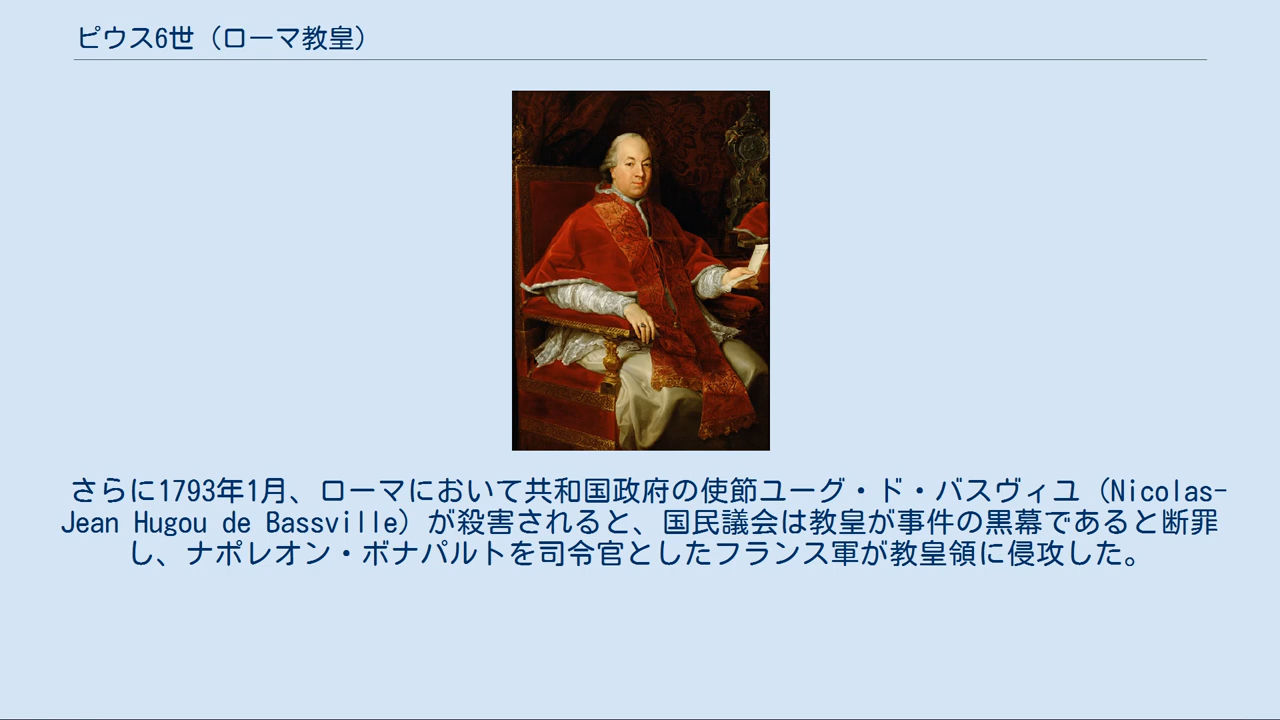 ピウス6世（ローマ教皇）
さらに1793年1月、ローマにおいて共和国政府の使節ユーグ・ド・バスヴィユ（Nicolas-
Jean Hugou de Bassville）が殺害されると、国民議会は教皇が事件の黒幕であると断罪
し、ナポレオン・ボナパルトを司令官としたフランス軍が教皇領に侵攻した。